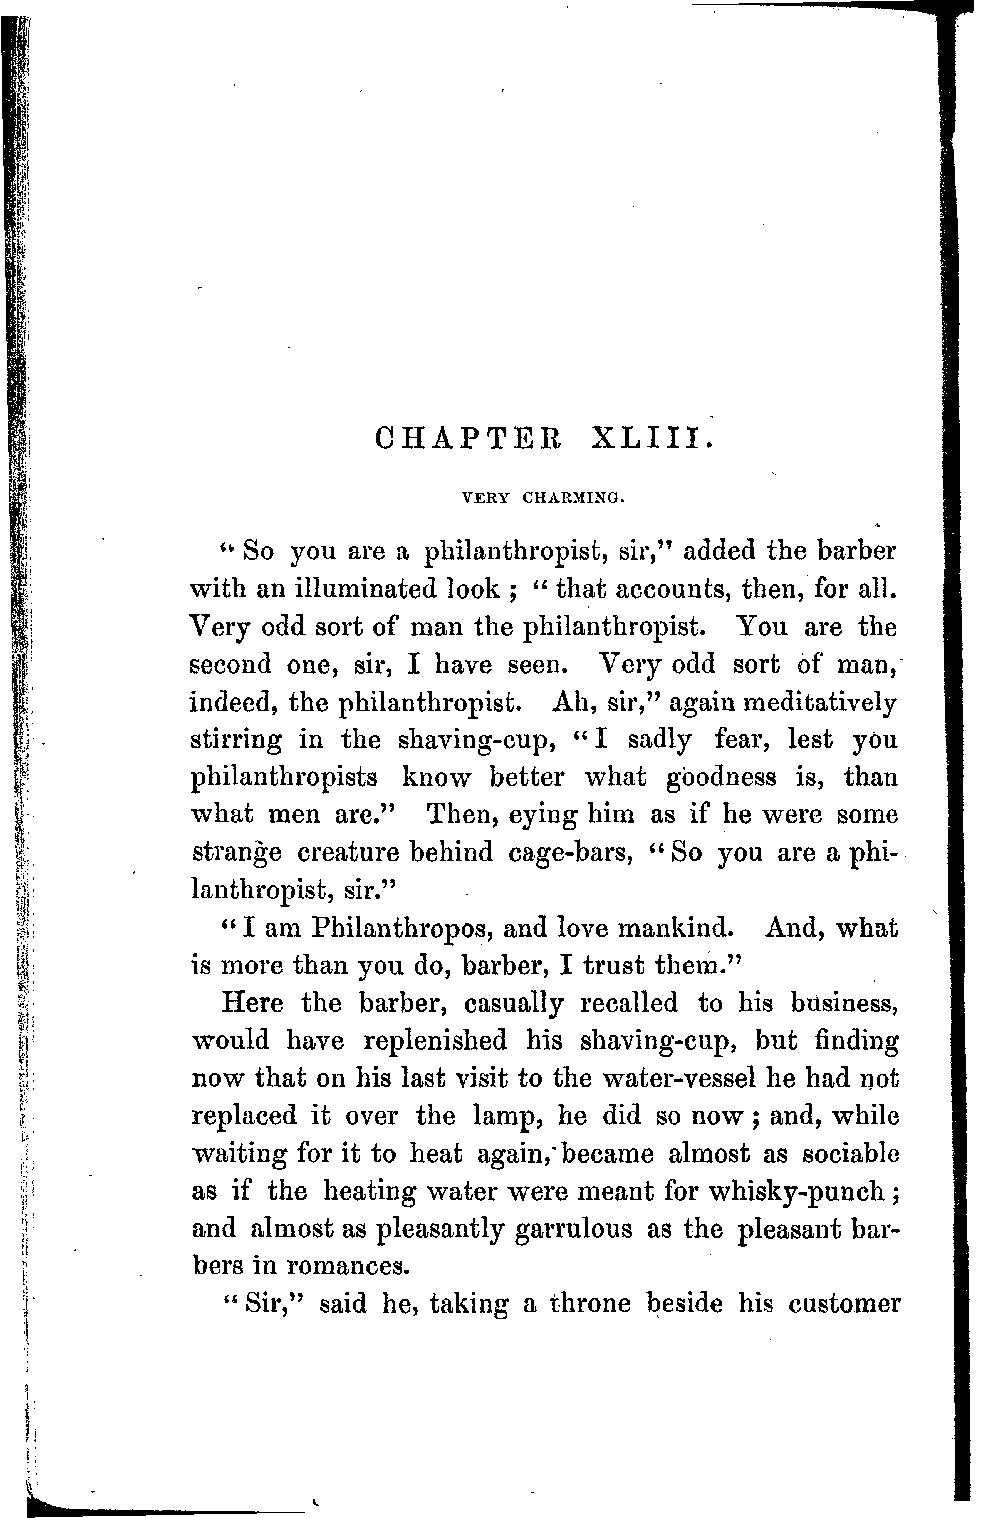 CHAPTER XLIII.
VERY CHARMING.
“So you are a philanthropist, sir,” added the barber
with an illuminated look ; “that accounts, then, for all.
Very odd sort of man the philanthropist. You are the
second one, sir, I have seen. Very odd sort of man,
indeed, the philanthropist. Ah, sir,” again meditatively
stirring in the shaving-cup, “I sadly fear, lest you
philanthropists know better what goodness is, than
what men are.” Then, eying him as if he were some
strange creature behind cage-bars, “So you are a phi-
lanthropist, sir.”
“I am Philanthropos, and love mankind. And, what
is more than you do, barber, I trust them.”
Here the barber, casually recalled to his business,
would have replenished his shaving-cup, but finding
now that on his last visit to the water-vessel he had not
replaced it over the lamp, he did so now ; and, while
waiting for it to heat again, became almost as sociable
as if the heating water were meant for whisky-punch ;
and almost as pleasantly garrulous as the pleasant bar-
bers in romances.
“Sir,” said he, taking a throne beside his customer